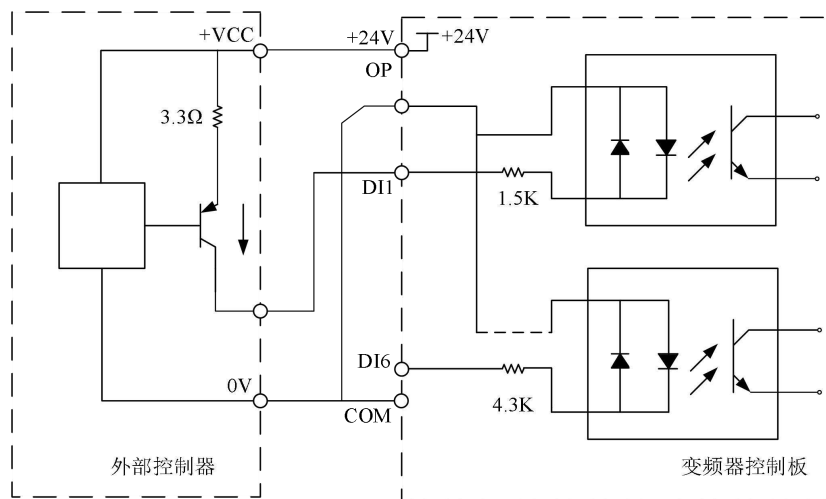 +VCC
+24V
+24V
OP
3.3Ω
DI1
1.5K
DI6
0V
COM
4.3K
外部控制器
变频器控制板